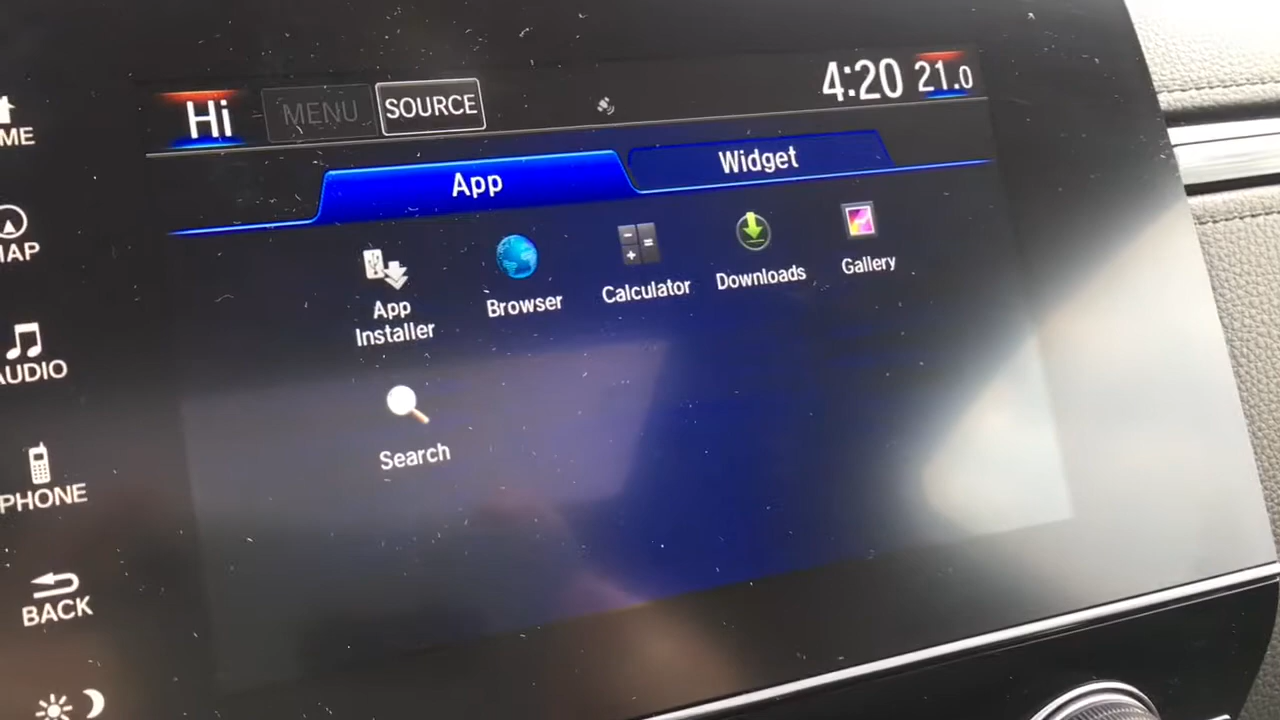 Hi
MENU
SOURCE
4:20
21.0
App
Widget
App
Installer
Browser
Calculator
Downloads
Gallery
Search
ME
AP
AUDIO
PHONE
BACK